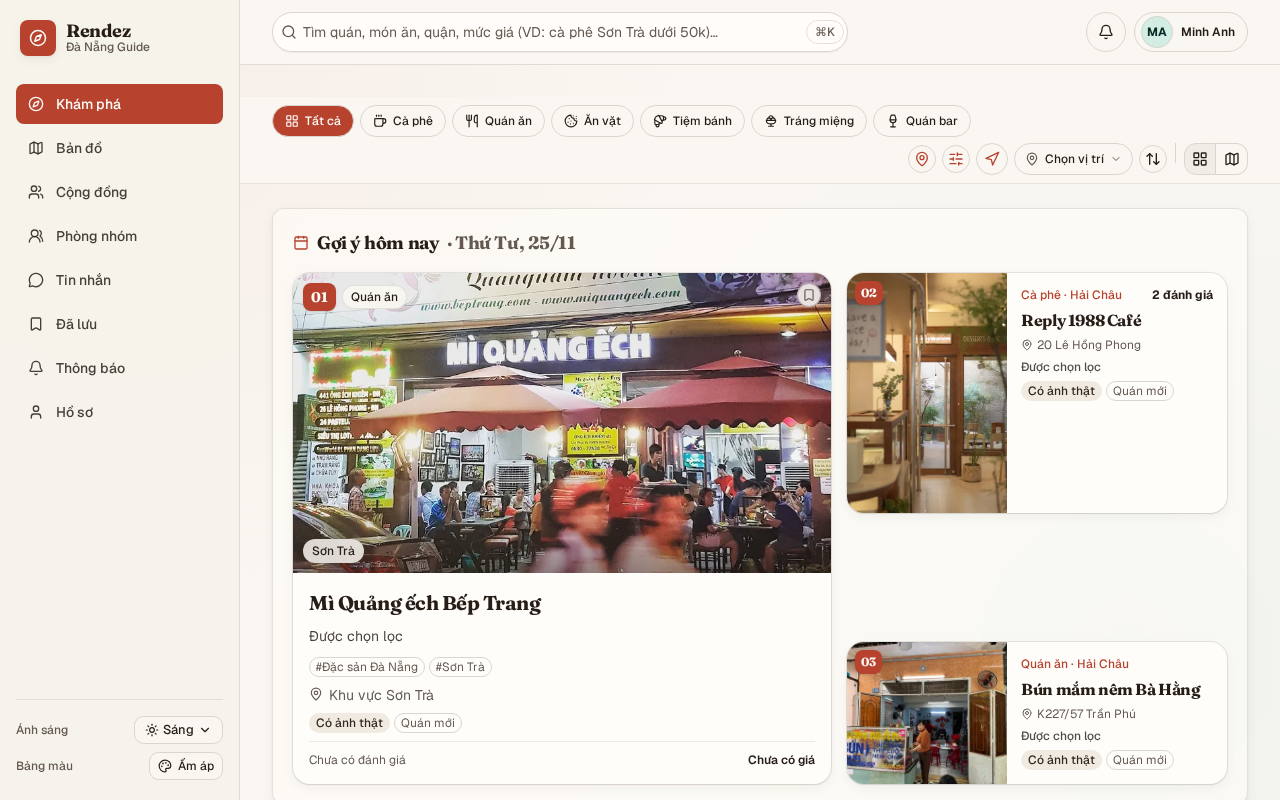 Rendez
Đà Nẵng Guide
Khám phá
Bản đồ
Cộng đồng
Phòng nhóm
Tin nhắn
Đã lưu
Thông báo
Hồ sơ
Ánh sáng
Sáng
Bảng màu
Ấm áp
Tìm quán, món ăn, quận, mức giá (VD: cà phê Sơn Trà dưới 50k)...
⌘K
MA
Minh Anh
Tất cả
Cà phê
Quán ăn
Ăn vặt
Tiệm bánh
Tráng miệng
Quán bar
Chọn vị trí
Gợi ý hôm nay · Thứ Tư, 25/11
01
Quán ăn
www.beptrang.com - www.miquangech.com
MÌ QUẢNG ẾCH
Sơn Trà
Mì Quảng ếch Bếp Trang
Được chọn lọc
#Đặc sản Đà Nẵng
#Sơn Trà
Khu vực Sơn Trà
Có ảnh thật
Quán mới
Chưa có đánh giá
Chưa có giá
02
Cà phê · Hải Châu
2 đánh giá
Reply 1988 Café
20 Lê Hồng Phong
Được chọn lọc
Có ảnh thật
Quán mới
03
Quán ăn · Hải Châu
Bún mắm nêm Bà Hằng
K227/57 Trần Phú
Được chọn lọc
Có ảnh thật
Quán mới